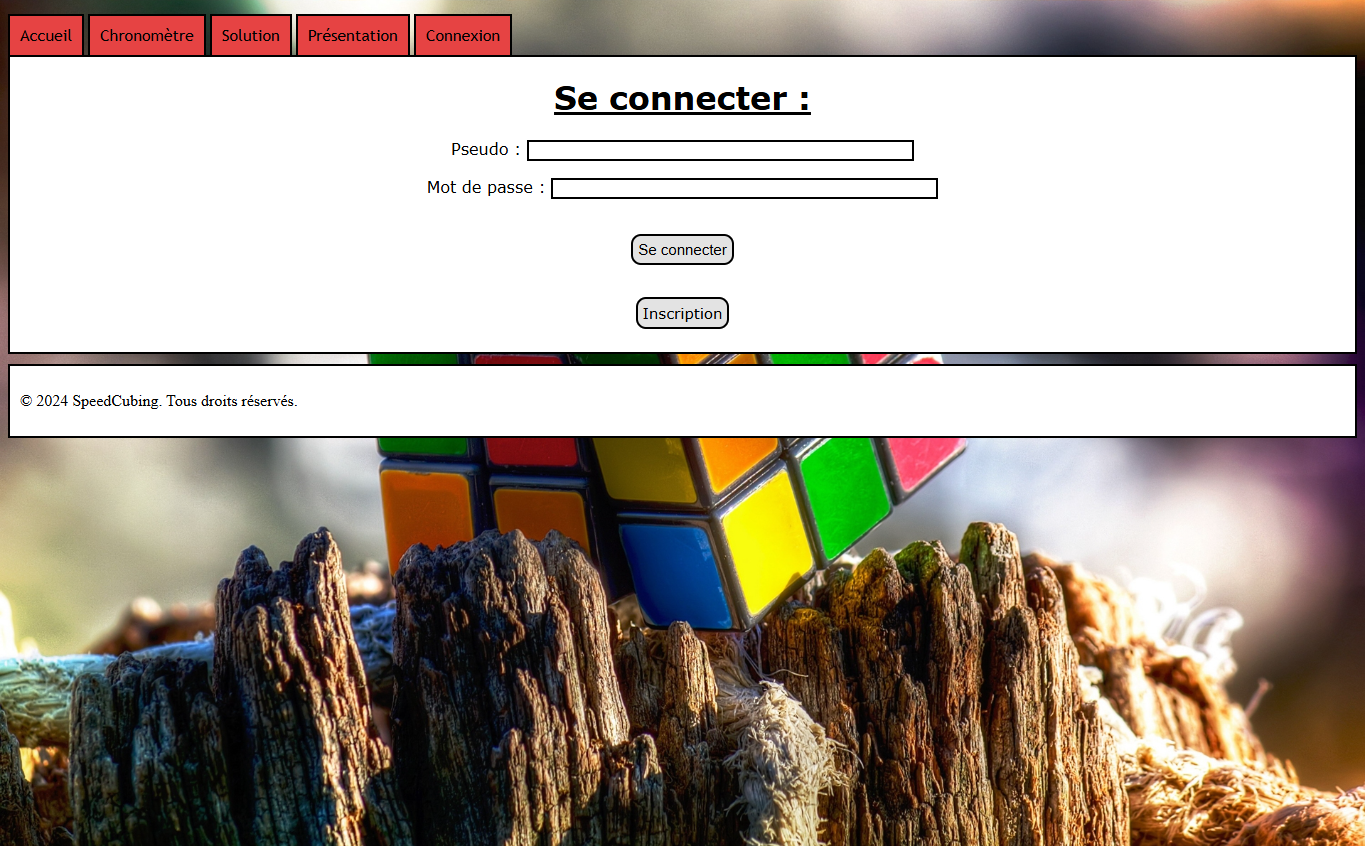 Accueil Chronomètre Solution Présentation Connexion
Se connecter :
Pseudo :
Mot de passe :
Se connecter
Inscription
© 2024 SpeedCubing. Tous droits réservés.